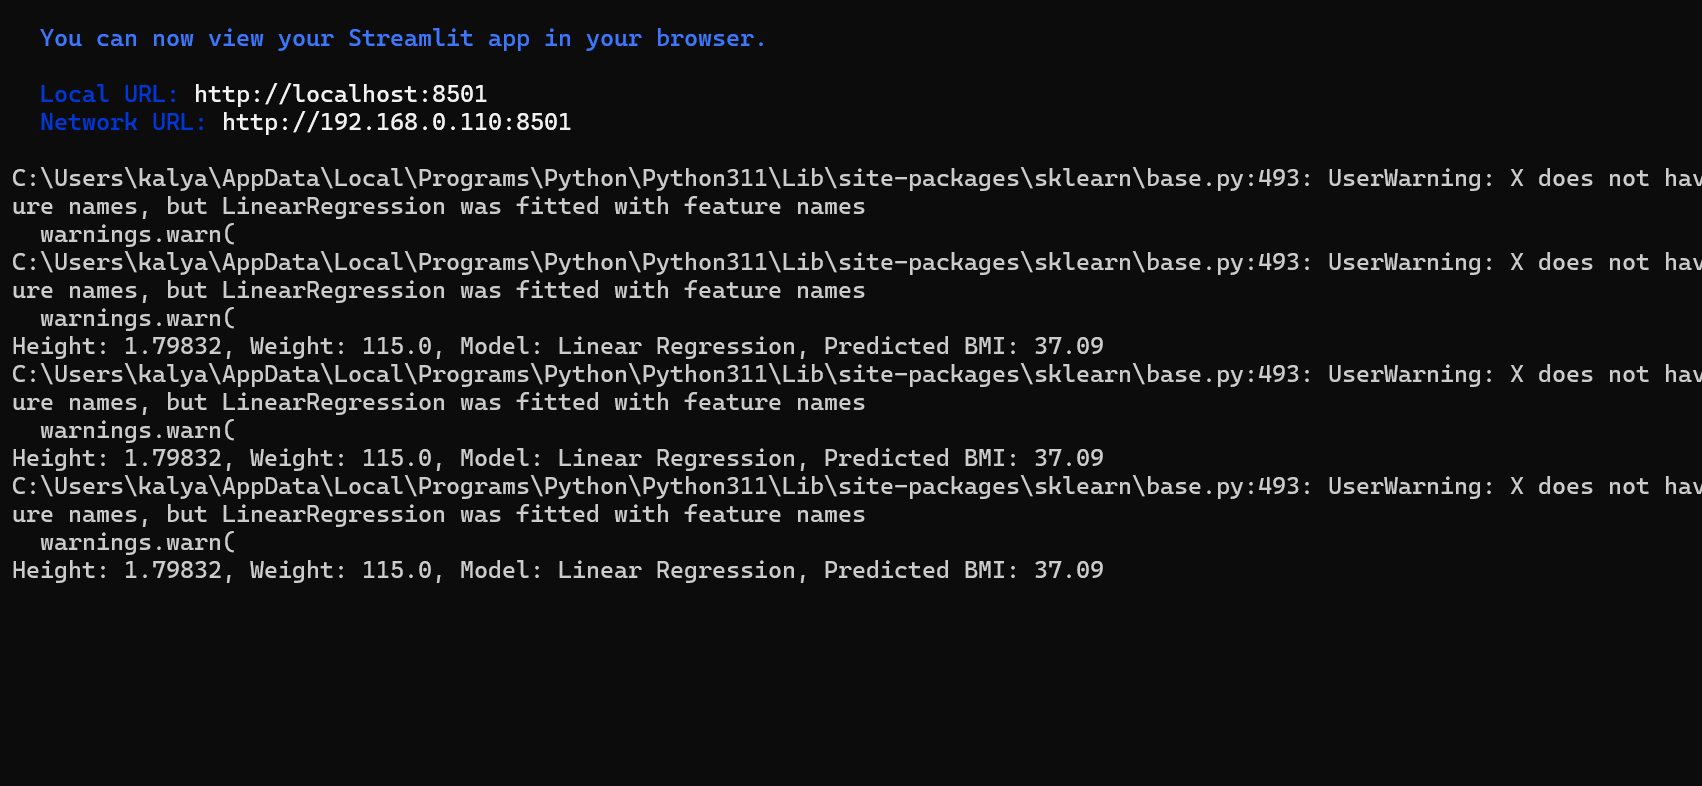 You can now view your Streamlit app in your browser.
Local URL: http://localhost:8501
Network URL: http://192.168.0.110:8501
C:\Users\kalya\AppData\Local\Programs\Python\Python311\Lib\site-packages\sklearn\base.py:493: UserWarning: X does not hav
ure names, but LinearRegression was fitted with feature names
warnings.warn(
C:\Users\kalya\AppData\Local\Programs\Python\Python311\Lib\site-packages\sklearn\base.py:493: UserWarning: X does not hav
ure names, but LinearRegression was fitted with feature names
warnings.warn(
Height: 1.79832, Weight: 115.0, Model: Linear Regression, Predicted BMI: 37.09
C:\Users\kalya\AppData\Local\Programs\Python\Python311\Lib\site-packages\sklearn\base.py:493: UserWarning: X does not hav
ure names, but LinearRegression was fitted with feature names
warnings.warn(
Height: 1.79832, Weight: 115.0, Model: Linear Regression, Predicted BMI: 37.09
C:\Users\kalya\AppData\Local\Programs\Python\Python311\Lib\site-packages\sklearn\base.py:493: UserWarning: X does not hav
ure names, but LinearRegression was fitted with feature names
warnings.warn(
Height: 1.79832, Weight: 115.0, Model: Linear Regression, Predicted BMI: 37.09